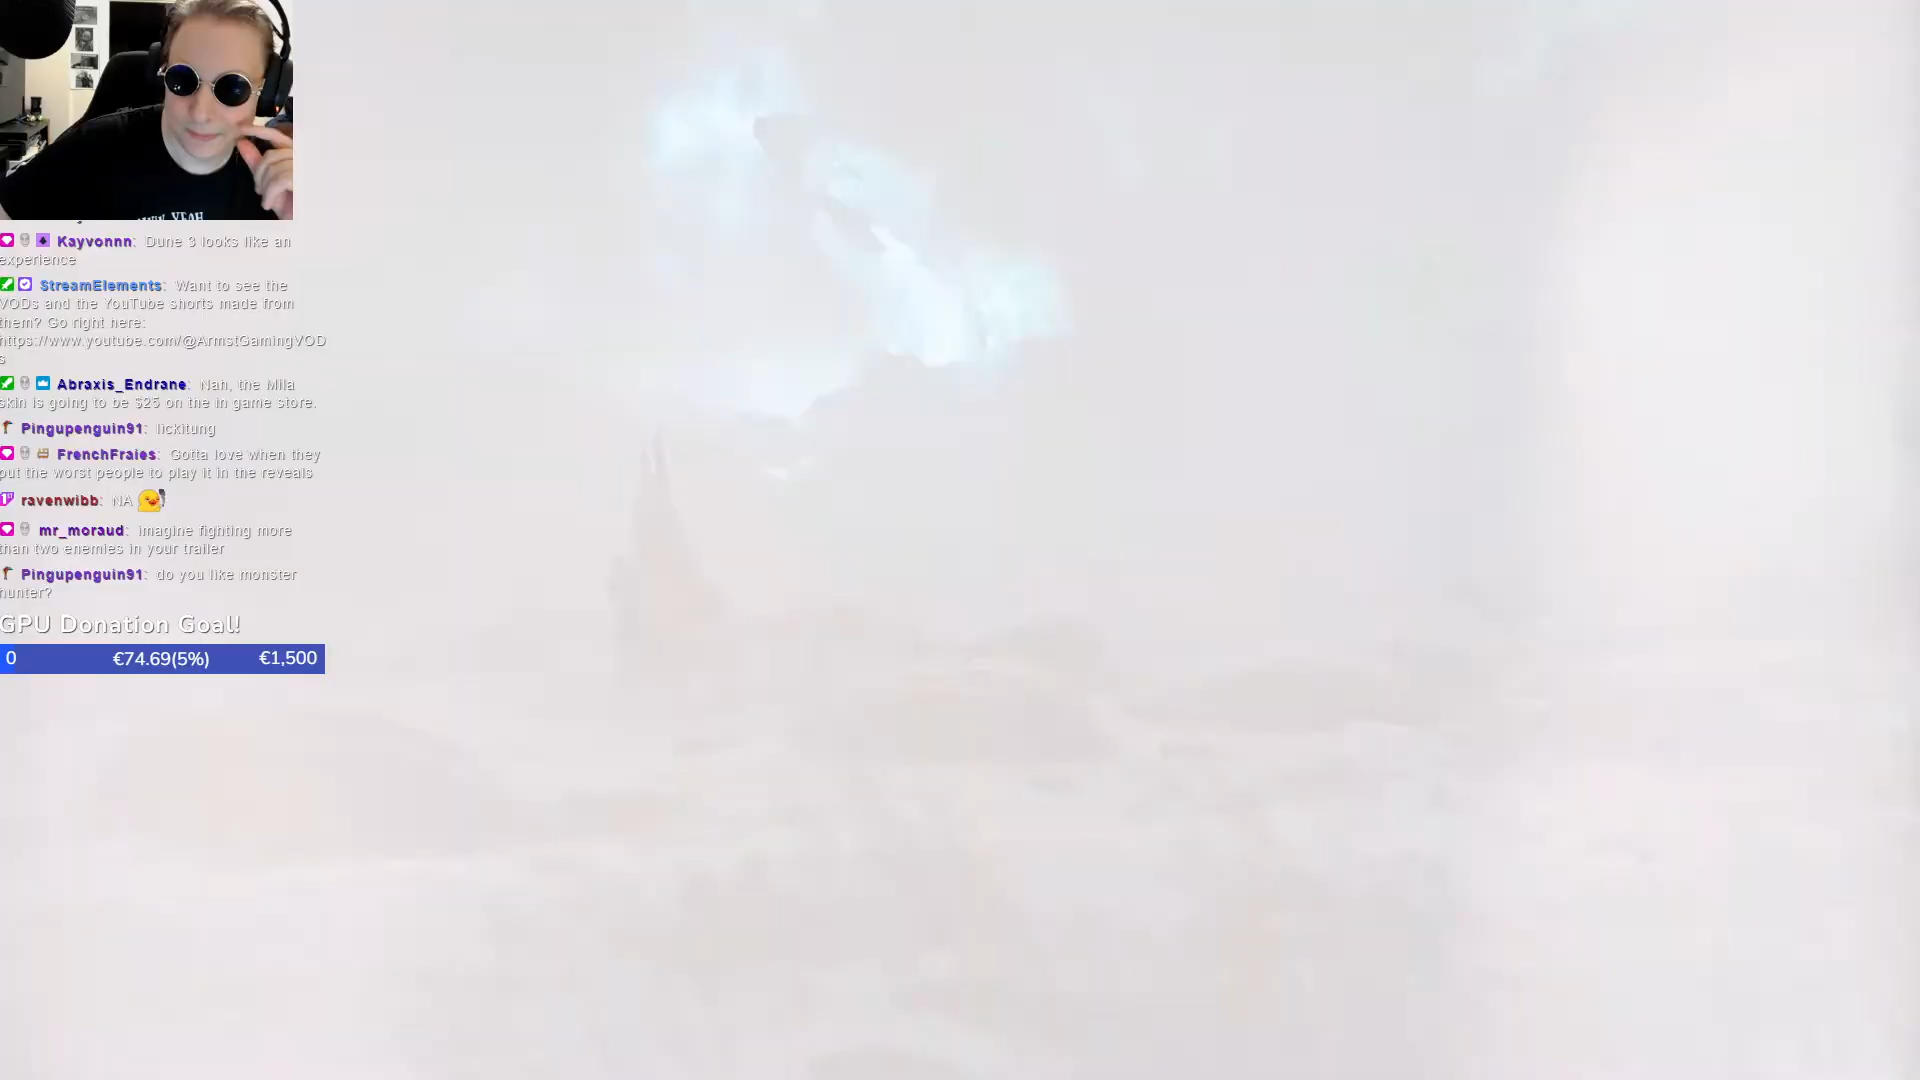 Kayvonnn: Dune 3 looks like an
experience
StreamElements: Want to see the
VODs and the YouTube shorts made from
them? Go right here:
https://www.youtube.com/@ArmstGamingVOD
s
Abraxis_Endrane: Nah, the Mila
skin is going to be $25 on the in game store.
Pingupenguin91: lickitung
FrenchFraies: Gotta love when they
put the worst people to play it in the reveals
ravenwibb: NA
mr_moraud: imagine fighting more
than two enemies in your trailer
Pingupenguin91: do you like monster
hunter?
GPU Donation Goal!
0 €74.69(5%) €1,500